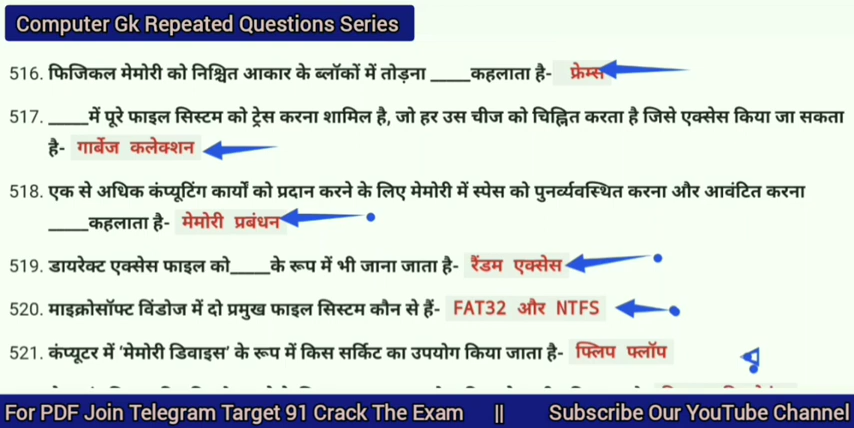 Computer Gk Repeated Questions Series
516. फिजिकल मेमोरी को निश्चित आकार के ब्लॉकों में तोड़ना _____कहलाता है- फ्रेम्स
517. _____में पूरे फाइल सिस्टम को ट्रेस करना शामिल है, जो हर उस चीज को चिह्नित करता है जिसे एक्सेस किया जा सकता
है- गार्बेज कलेक्शन
518. एक से अधिक कंप्यूटिंग कार्यों को प्रदान करने के लिए मेमोरी में स्पेस को पुनर्व्यवस्थित करना और आवंटित करना
_____कहलाता है- मेमोरी प्रबंधन
519. डायरेक्ट एक्सेस फाइल को_____के रूप में भी जाना जाता है- रैंडम एक्सेस
520. माइक्रोसॉफ्ट विंडोज में दो प्रमुख फाइल सिस्टम कौन से हैं- FAT32 और NTFS
521. कंप्यूटर में 'मेमोरी डिवाइस' के रूप में किस सर्किट का उपयोग किया जाता है- फ्लिप फ्लॉप
For PDF Join Telegram Target 91 Crack The Exam || Subscribe Our YouTube Channel